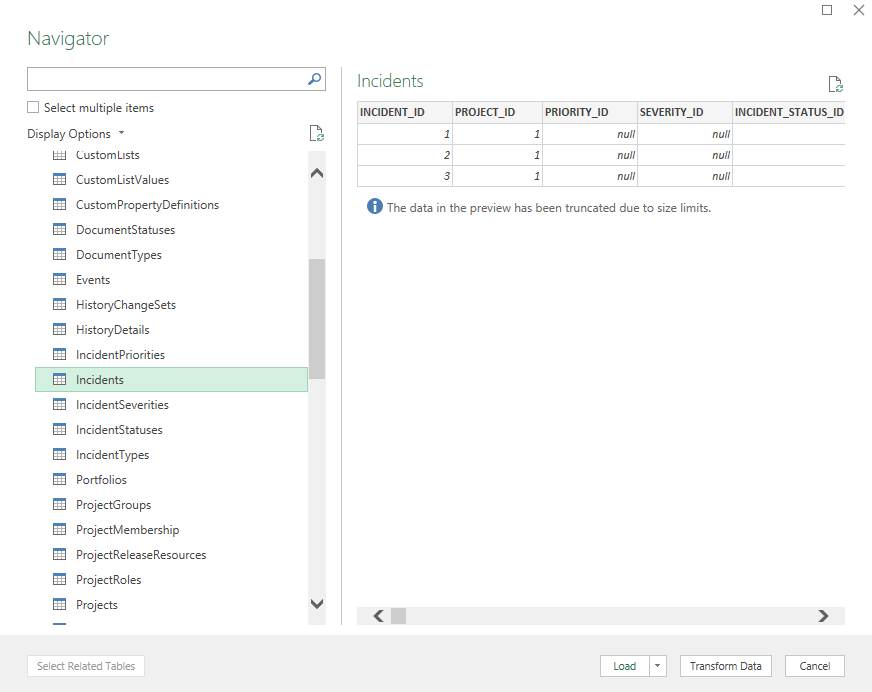 Navigator
Select multiple items
Display Options
CustomLists
CustomListValues
CustomPropertyDefinitions
DocumentStatuses
DocumentTypes
Events
HistoryChangeSets
HistoryDetails
IncidentPriorities
Incidents
IncidentSeverities
IncidentStatuses
IncidentTypes
Portfolios
ProjectGroups
ProjectMembership
ProjectReleaseResources
ProjectRoles
Projects
Incidents
INCIDENT_ID PROJECT_ID PRIORITY_ID SEVERITY_ID INCIDENT_STATUS_ID
1 1 null null
2 1 null null
3 1 null null
The data in the preview has been truncated due to size limits.
Select Related Tables Load Transform Data Cancel